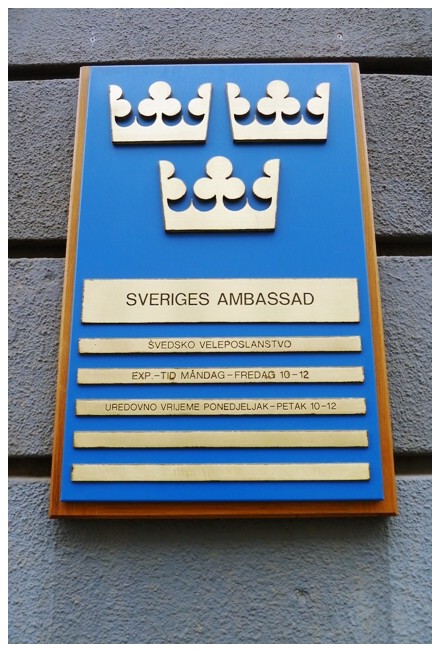 SVERIGES AMBASSAD
ŠVEDSKO VELEPOSLANSTVO
EXP.-TID MÅNDAG-FREDAG 10-12
UREDOVNO VRIJEME PONEDJELJAK-PETAK 10-12